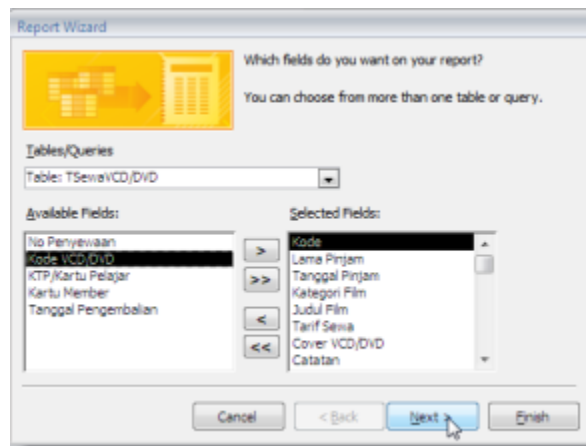 Report Wizard
Which fields do you want on your report?
You can choose from more than one table or query.
Tables/Queries
Table: TSewaVCD/DVD
Available Fields:
No Penyewaan
Kode VCD/DVD
KTP/Kartu Pelajar
Kartu Member
Tanggal Pengembalian
>
>>
<
<<
Selected Fields:
Kode
Lama Pinjam
Tanggal Pinjam
Kategori Film
Judul Film
Tarif Sewa
Cover VCD/DVD
Catatan
Cancel
< Back
Next >
Finish